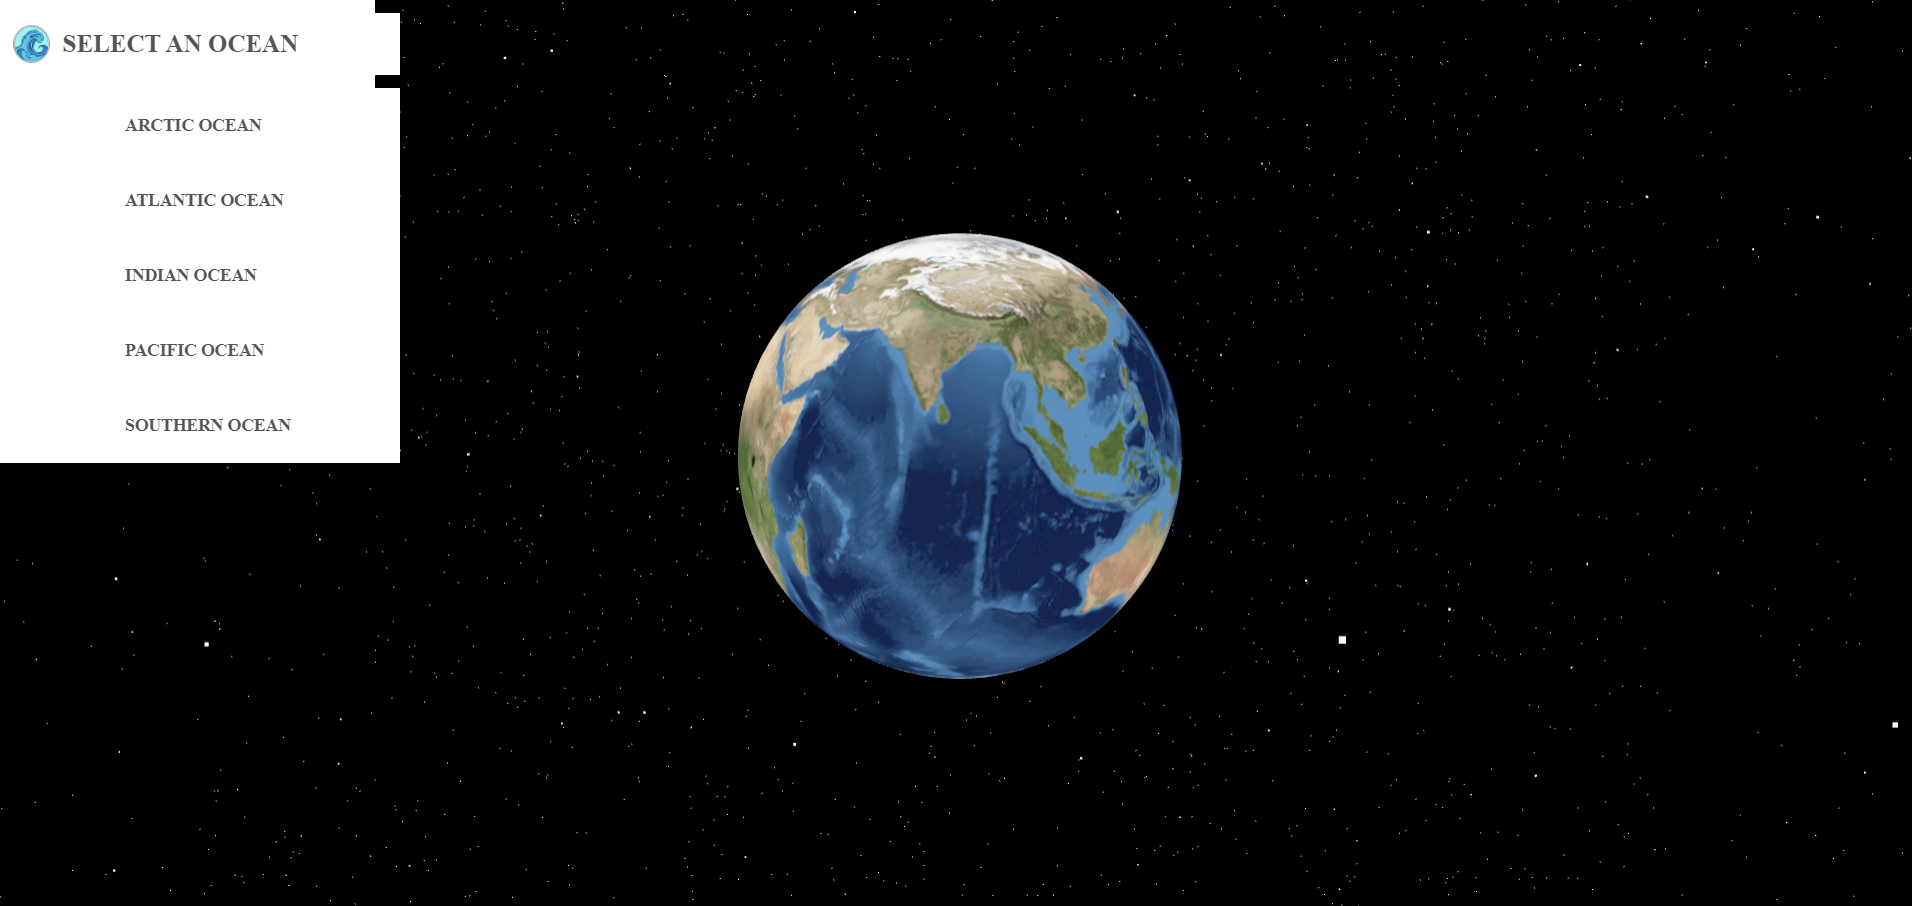 SELECT AN OCEAN
ARCTIC OCEAN
ATLANTIC OCEAN
INDIAN OCEAN
PACIFIC OCEAN
SOUTHERN OCEAN